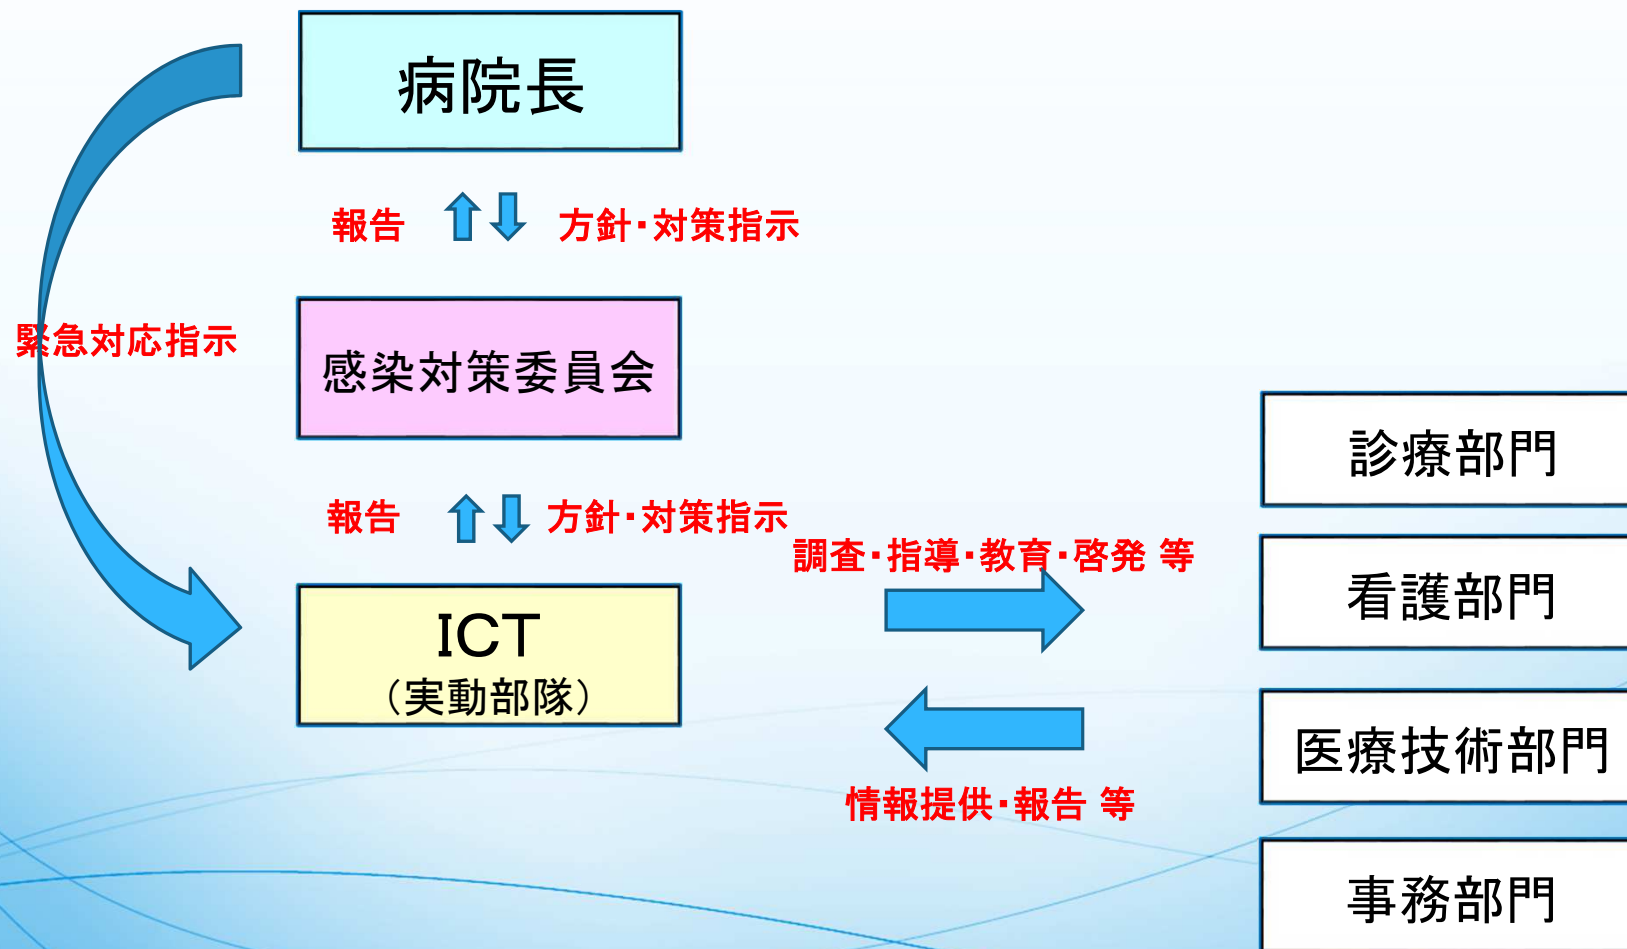 病院長
報告
方針・対策指示
緊急対応指示
感染対策委員会
報告
方針・対策指示
ICT
（実動部隊）
調査・指導・教育・啓発 等
情報提供・報告 等
診療部門
看護部門
医療技術部門
事務部門